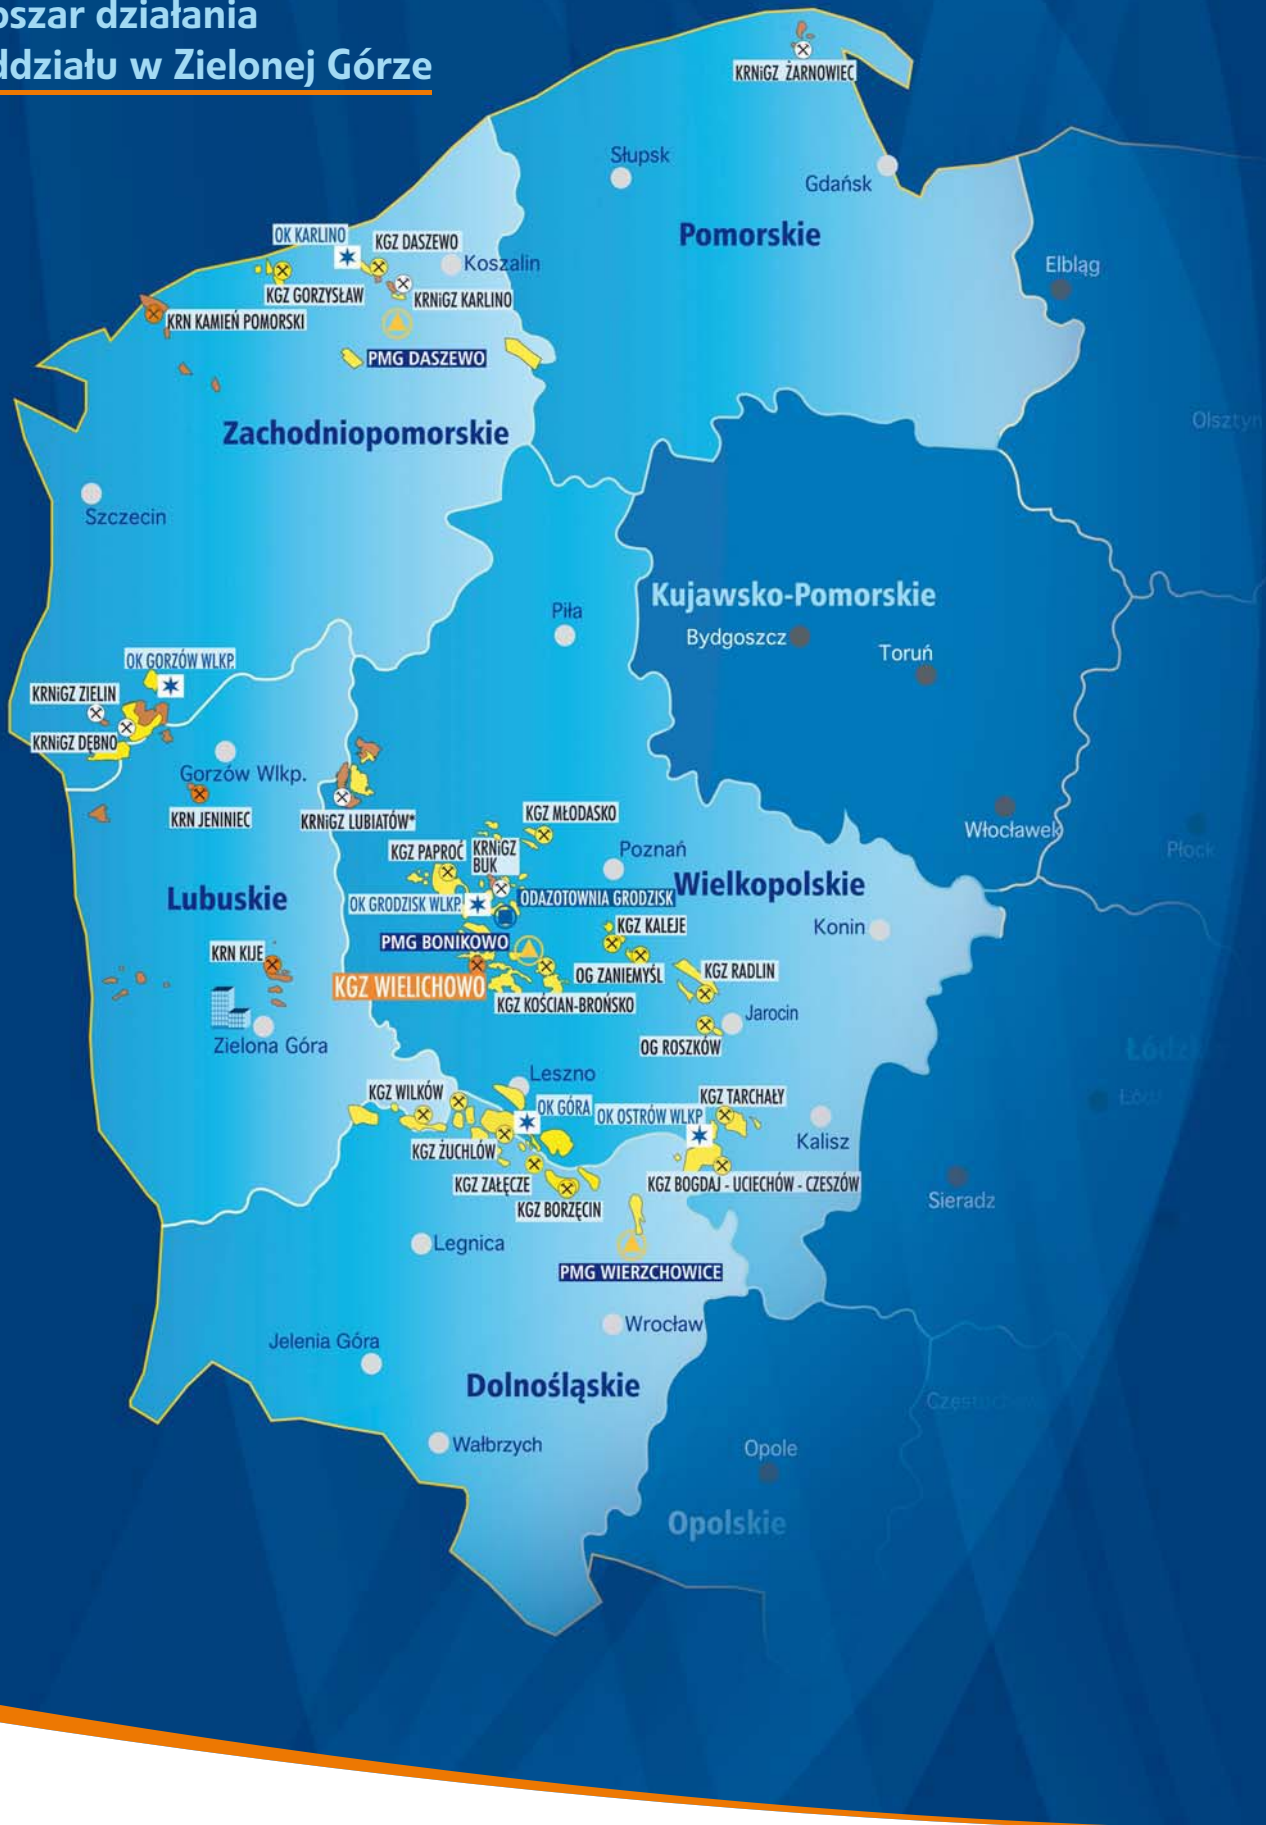 bszar działania
ddziału w Zielonej Górze
KRNiGZ ŻARNOWIEC
Słupsk
Gdańsk
Pomorskie
OK KARLINO
KGZ DASZEWO
Koszalin
Elbląg
KGZ GORZYSŁAW
KRNiGZ KARLINO
KRN KAMIEŃ POMORSKI
PMG DASZEWO
Olsztyn
Zachodniopomorskie
Szczecin
Kujawsko-Pomorskie
Piła
Bydgoszcz
Toruń
OK GORZÓW WLKP.
KRNiGZ ZIELIN
KRNiGZ DĘBNO
Gorzów Wlkp.
KRN JENINIEC
KRNiGZ LUBIATÓW*
KGZ MŁODASKO
Włocławek
Płock
KGZ PAPROĆ
KRNiGZ
BUK
Poznań
Wielkopolskie
Lubuskie
OK GRODZISK WLKP.
ODAZOTOWNIA GRODZISK
KGZ KALEJE
Konin
PMG BONIKOWO
KRN KIJE
OG ZANIEMYŚL
KGZ RADLIN
KGZ WIELICHOWO
KGZ KOŚCIAN-BROŃSKO
Jarocin
Zielona Góra
OG ROSZKÓW
Leszno
KGZ WILKÓW
OK GÓRA
OK OSTRÓW WLKP
KGZ TARCHAŁY
Kalisz
KGZ ŻUCHLÓW
KGZ ZAŁĘCZE
KGZ BOGDAJ - UCIECHÓW - CZESZÓW
KGZ BORZĘCIN
Sieradz
Legnica
PMG WIERZCHOWICE
Wrocław
Jelenia Góra
Dolnośląskie
Wałbrzych
Opole
Opolskie